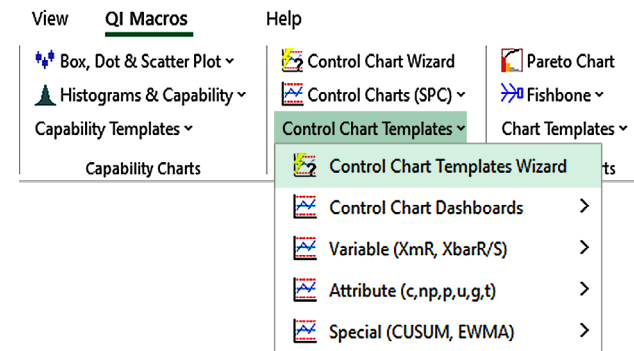 View QI Macros Help
Box, Dot & Scatter Plot Control Chart Wizard Pareto Chart
Histograms & Capability Control Charts (SPC) Fishbone
Capability Templates Control Chart Templates Chart Templates
Capability Charts ts
Control Chart Templates Wizard
Control Chart Dashboards
Variable (XmR, XbarR/S)
Attribute (c,np,p,u,g,t)
Special (CUSUM, EWMA)